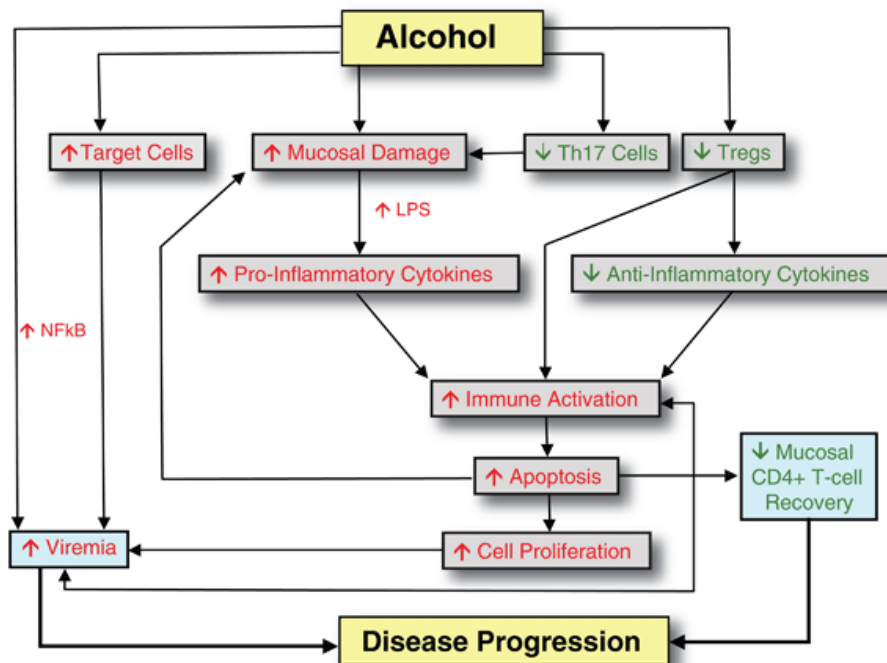 Alcohol
↑ Target Cells
↑ Mucosal Damage
↓ Th17 Cells
↓ Tregs
↑ LPS
↑ Pro-Inflammatory Cytokines
↓ Anti-Inflammatory Cytokines
↑ NFkB
↑ Immune Activation
↑ Apoptosis
↓ Mucosal
CD4+ T-cell
Recovery
↑ Viremia
↑ Cell Proliferation
Disease Progression